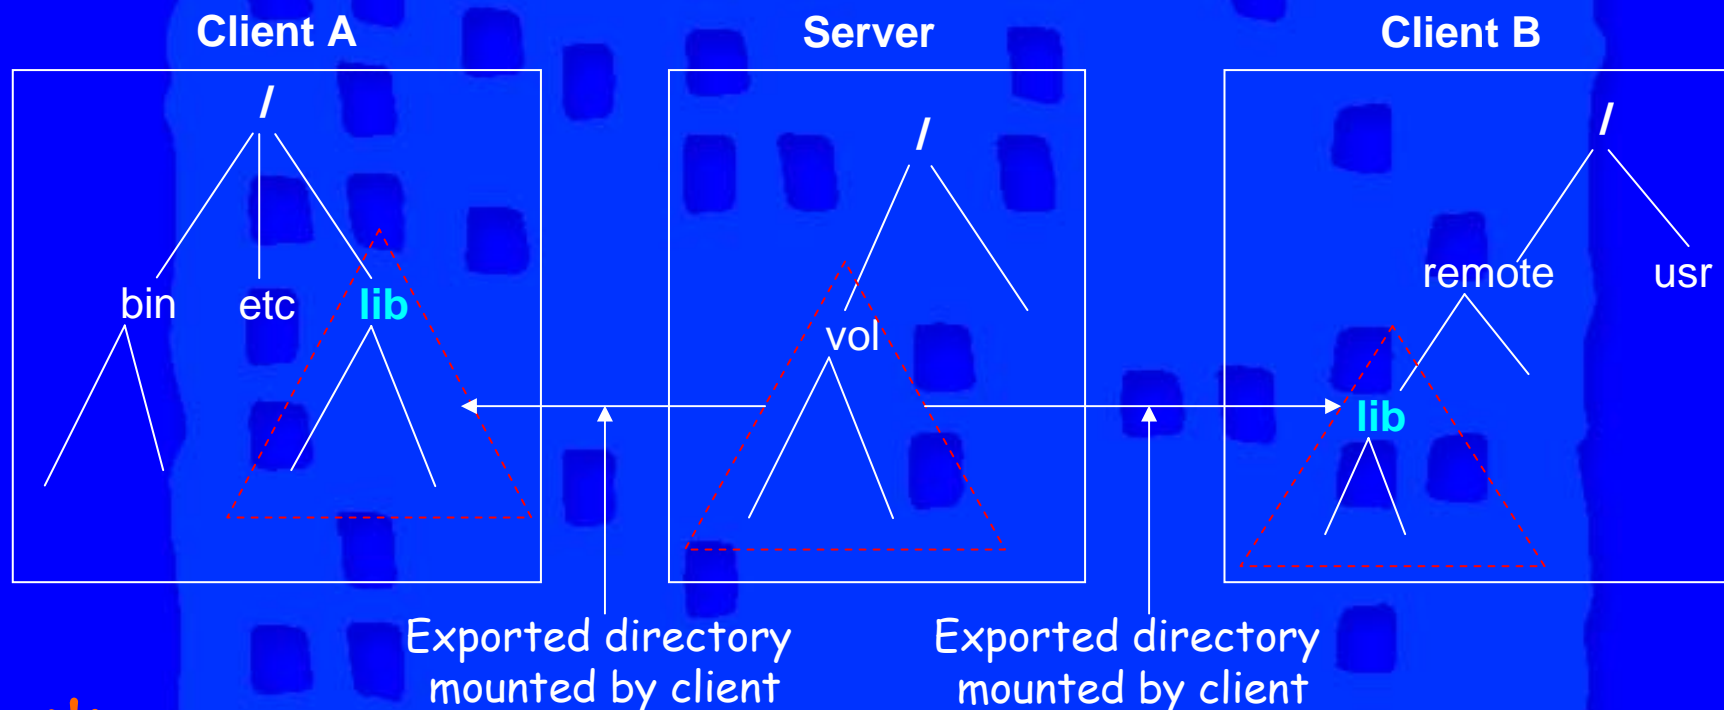 Client A
Server
Client B
/
/
/
bin
etc
lib
vol
remote
usr
lib
Exported directory
mounted by client
Exported directory
mounted by client